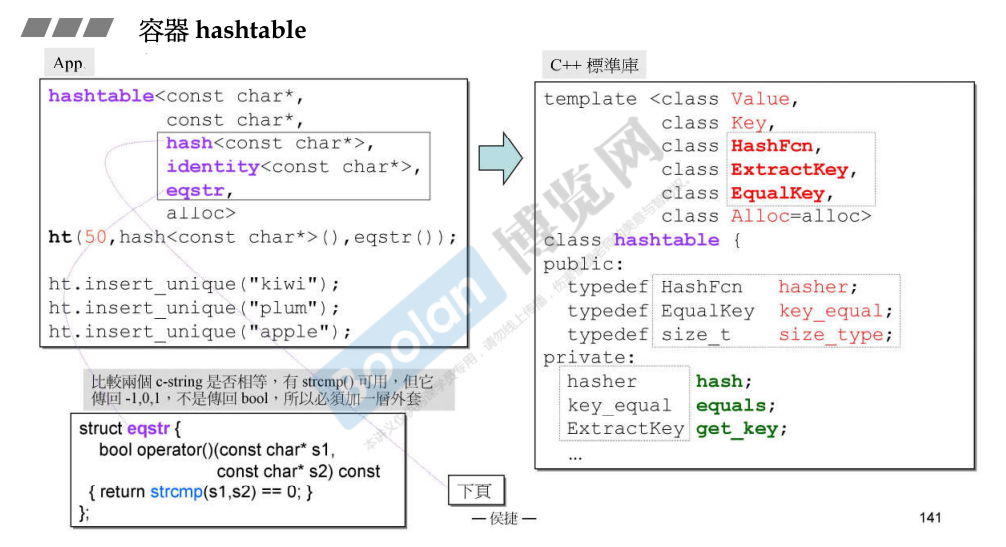 容器 hashtable
App.
hashtable<const char*,
const char*,
hash<const char*>,
identity<const char*>,
eqstr,
alloc>
ht(50,hash<const char*>(),eqstr());
ht.insert_unique("kiwi");
ht.insert_unique("plum");
ht.insert_unique("apple");
比較兩個 c-string 是否相等，有 strcmp() 可用，但它
傳回 -1,0,1，不是傳回 bool，所以必須加一層外套
struct eqstr {
bool operator()(const char* s1,
const char* s2) const
{ return strcmp(s1,s2) == 0; }
};
下頁
C++ 標準庫
template <class Value,
class Key,
class HashFcn,
class ExtractKey,
class EqualKey,
class Alloc=alloc>
class hashtable {
public:
typedef HashFcn hasher;
typedef EqualKey key_equal;
typedef size_t size_type;
private:
hasher hash;
key_equal equals;
ExtractKey get_key;
...
Boolan 博览网
— 侯捷 —
141